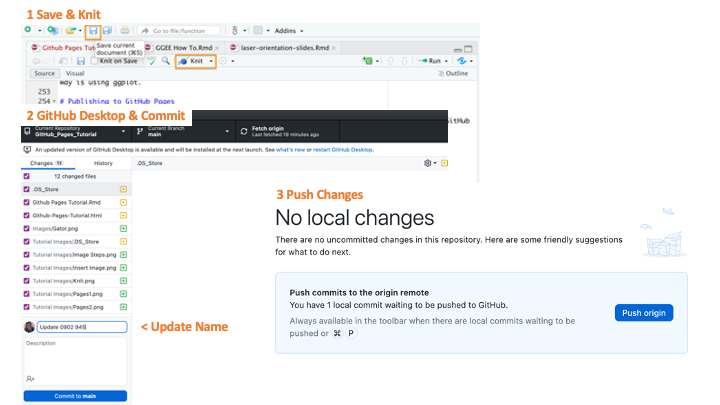 1 Save & Knit
Go to file/function
Addins
Github Pages Tut
GGEE How To.Rmd
laser-orientation-slides.Rmd
Save current
document (⌘S)
Knit on Save
Knit
Run
Source
Visual
Outline
way is using ggplot.
253
254
# Publishing to GitHub Pages
itHub
2 GitHub Desktop & Commit
Current Repository
GitHub_Pages_Tutorial
Current Branch
main
Fetch origin
Last fetched 19 minutes ago
An updated version of GitHub Desktop is available and will be installed at the next launch. See what's new or restart GitHub Desktop.
Changes 12
History
.DS_Store
12 changed files
.DS_Store
Github Pages Tutorial.Rmd
Github-Pages-Tutorial.html
Images/Gator.png
Tutorial Images/.DS_Store
Tutorial Images/Image Steps.png
Tutorial Images/Insert Image.png
Tutorial Images/Knit.png
Tutorial Images/Pages1.png
Tutorial Images/Pages2.png
Update 0902 945
< Update Name
Description
Commit to main
3 Push Changes
No local changes
There are no uncommitted changes in this repository. Here are some friendly suggestions
for what to do next.
Push commits to the origin remote
You have 1 local commit waiting to be pushed to GitHub.
Always available in the toolbar when there are local commits waiting to be
pushed or ⌘ P
Push origin